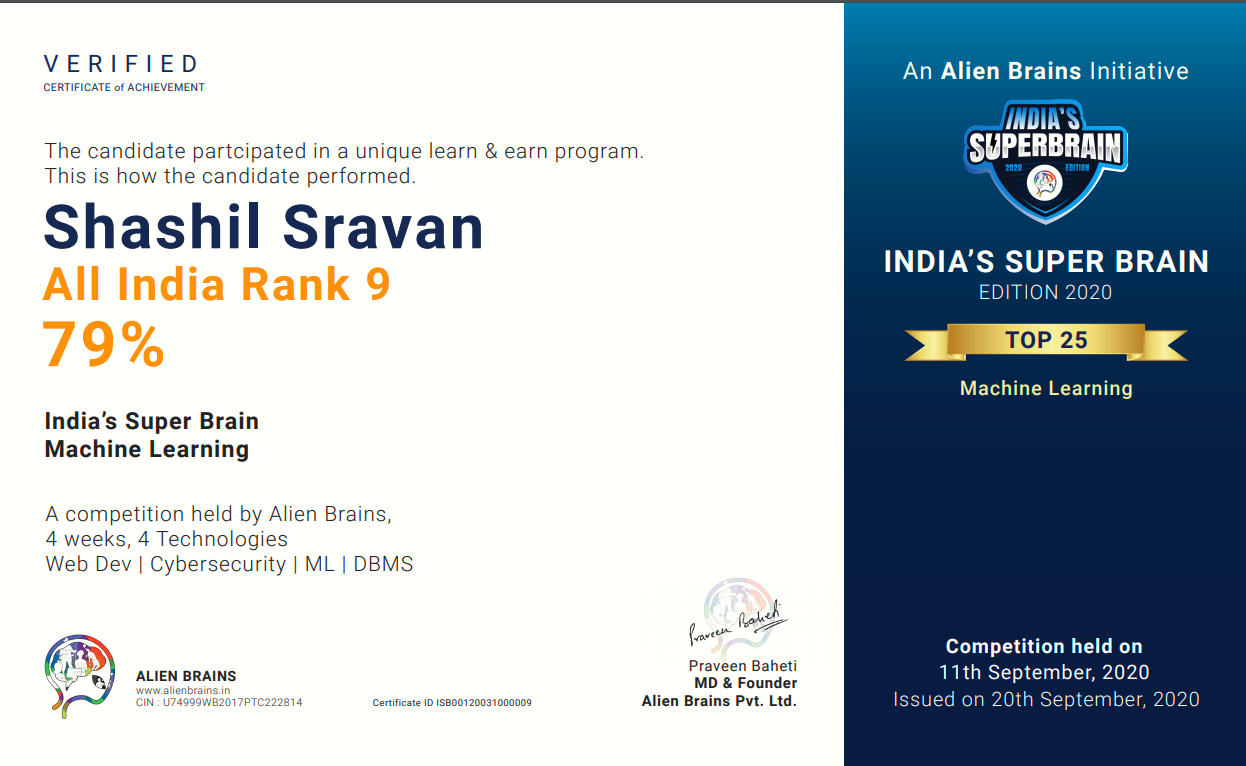 VERIFIED
CERTIFICATE of ACHIEVEMENT
The candidate partcipated in a unique learn & earn program.
This is how the candidate performed.
Shashil Sravan
All India Rank 9
79%
India's Super Brain
Machine Learning
A competition held by Alien Brains,
4 weeks, 4 Technologies
Web Dev | Cybersecurity | ML | DBMS
ALIEN BRAINS
www.alienbrains.in
CIN : U74999WB2017PTC222814
Certificate ID ISB00120031000009
Praveen Baheti
Praveen Baheti
MD & Founder
Alien Brains Pvt. Ltd.
An Alien Brains Initiative
INDIA'S
SUPERBRAIN
2020 EDITION
INDIA'S SUPER BRAIN
EDITION 2020
TOP 25
Machine Learning
Competition held on
11th September, 2020
Issued on 20th September, 2020